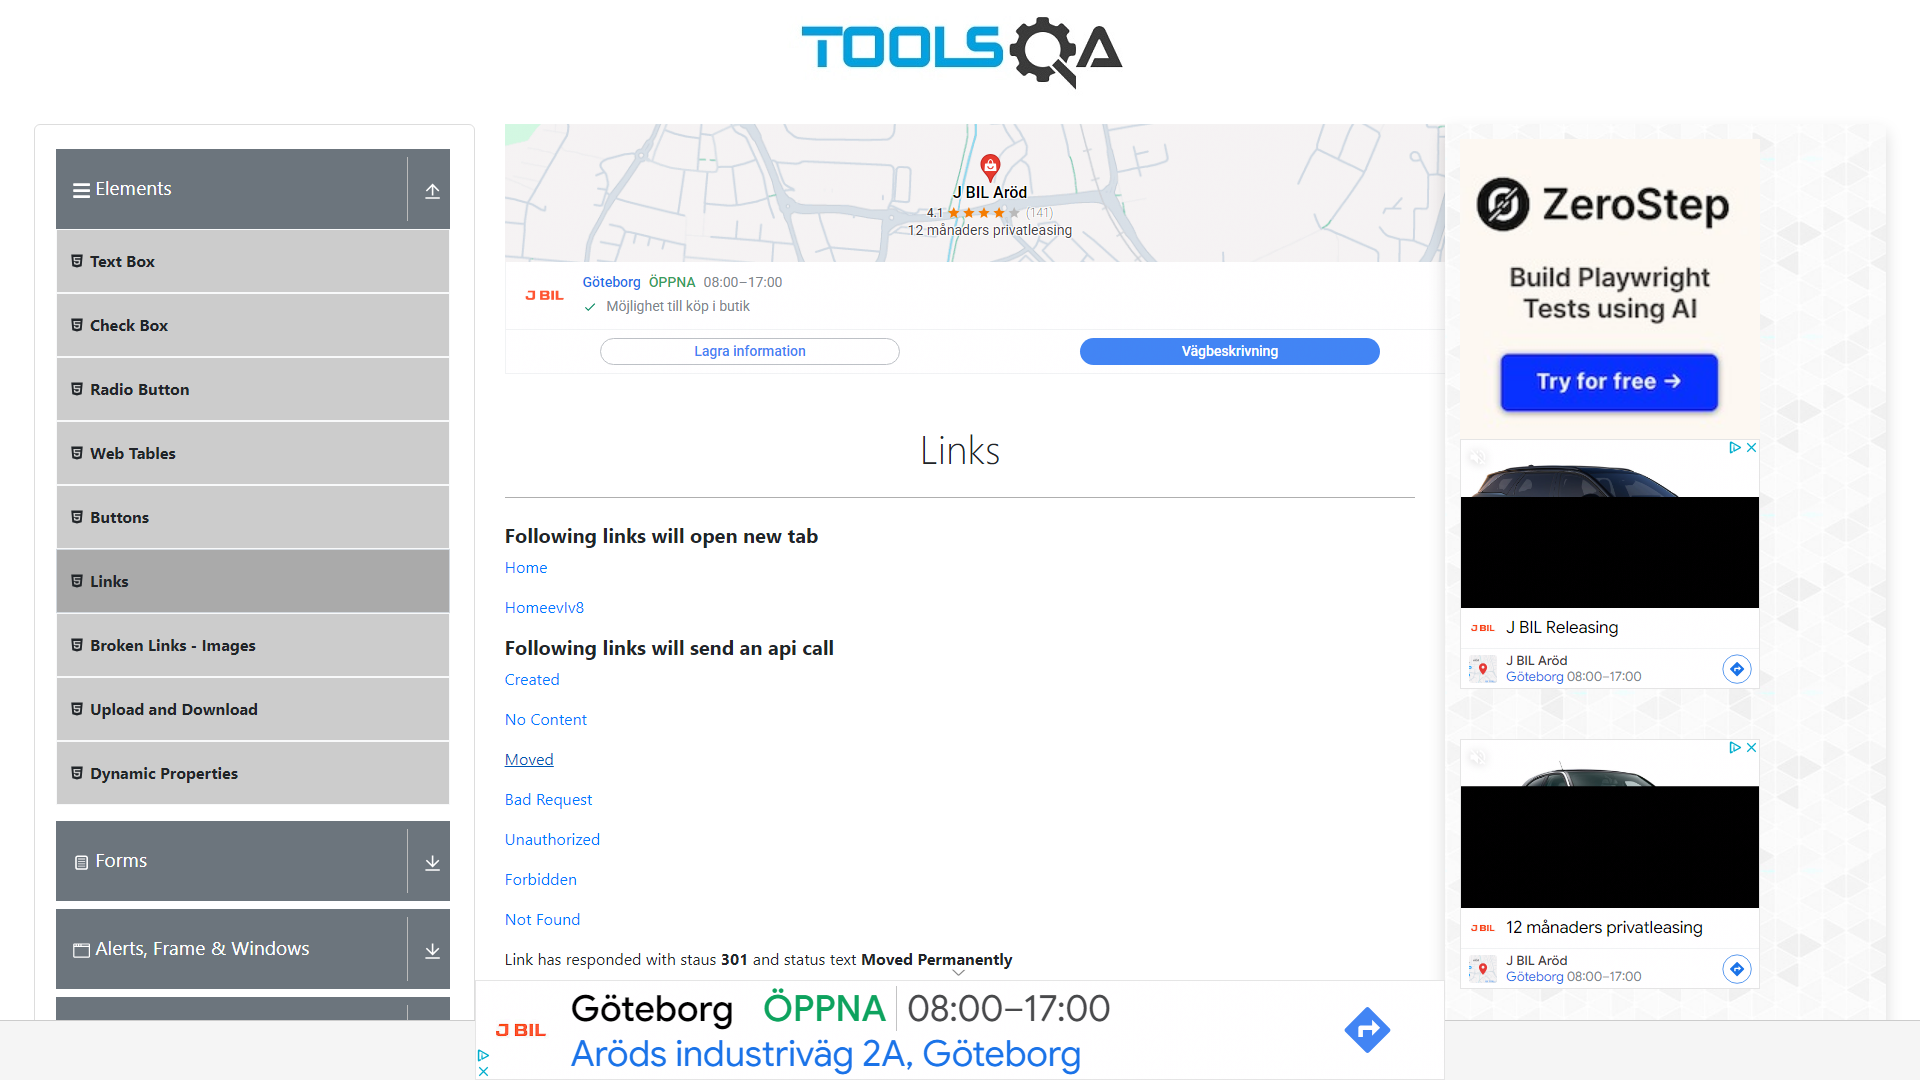 TOOLSQA
Elements
Text Box
Check Box
Radio Button
Web Tables
Buttons
Links
Broken Links - Images
Upload and Download
Dynamic Properties
Forms
Alerts, Frame & Windows
J BIL Aröd
4.1 (141)
12 månaders privatleasing
J BIL
Göteborg ÖPPNA 08:00–17:00
Möjlighet till köp i butik
Lagra information
Vägbeskrivning
Links
Following links will open new tab
Home
HomeevIv8
Following links will send an api call
Created
No Content
Moved
Bad Request
Unauthorized
Forbidden
Not Found
Link has responded with staus 301 and status text Moved Permanently
J BIL
Göteborg ÖPPNA 08:00–17:00
Aröds industriväg 2A, Göteborg
ZeroStep
Build Playwright
Tests using AI
Try for free →
J BIL
J BIL Releasing
J BIL Aröd
Göteborg 08:00–17:00
J BIL
12 månaders privatleasing
J BIL Aröd
Göteborg 08:00–17:00